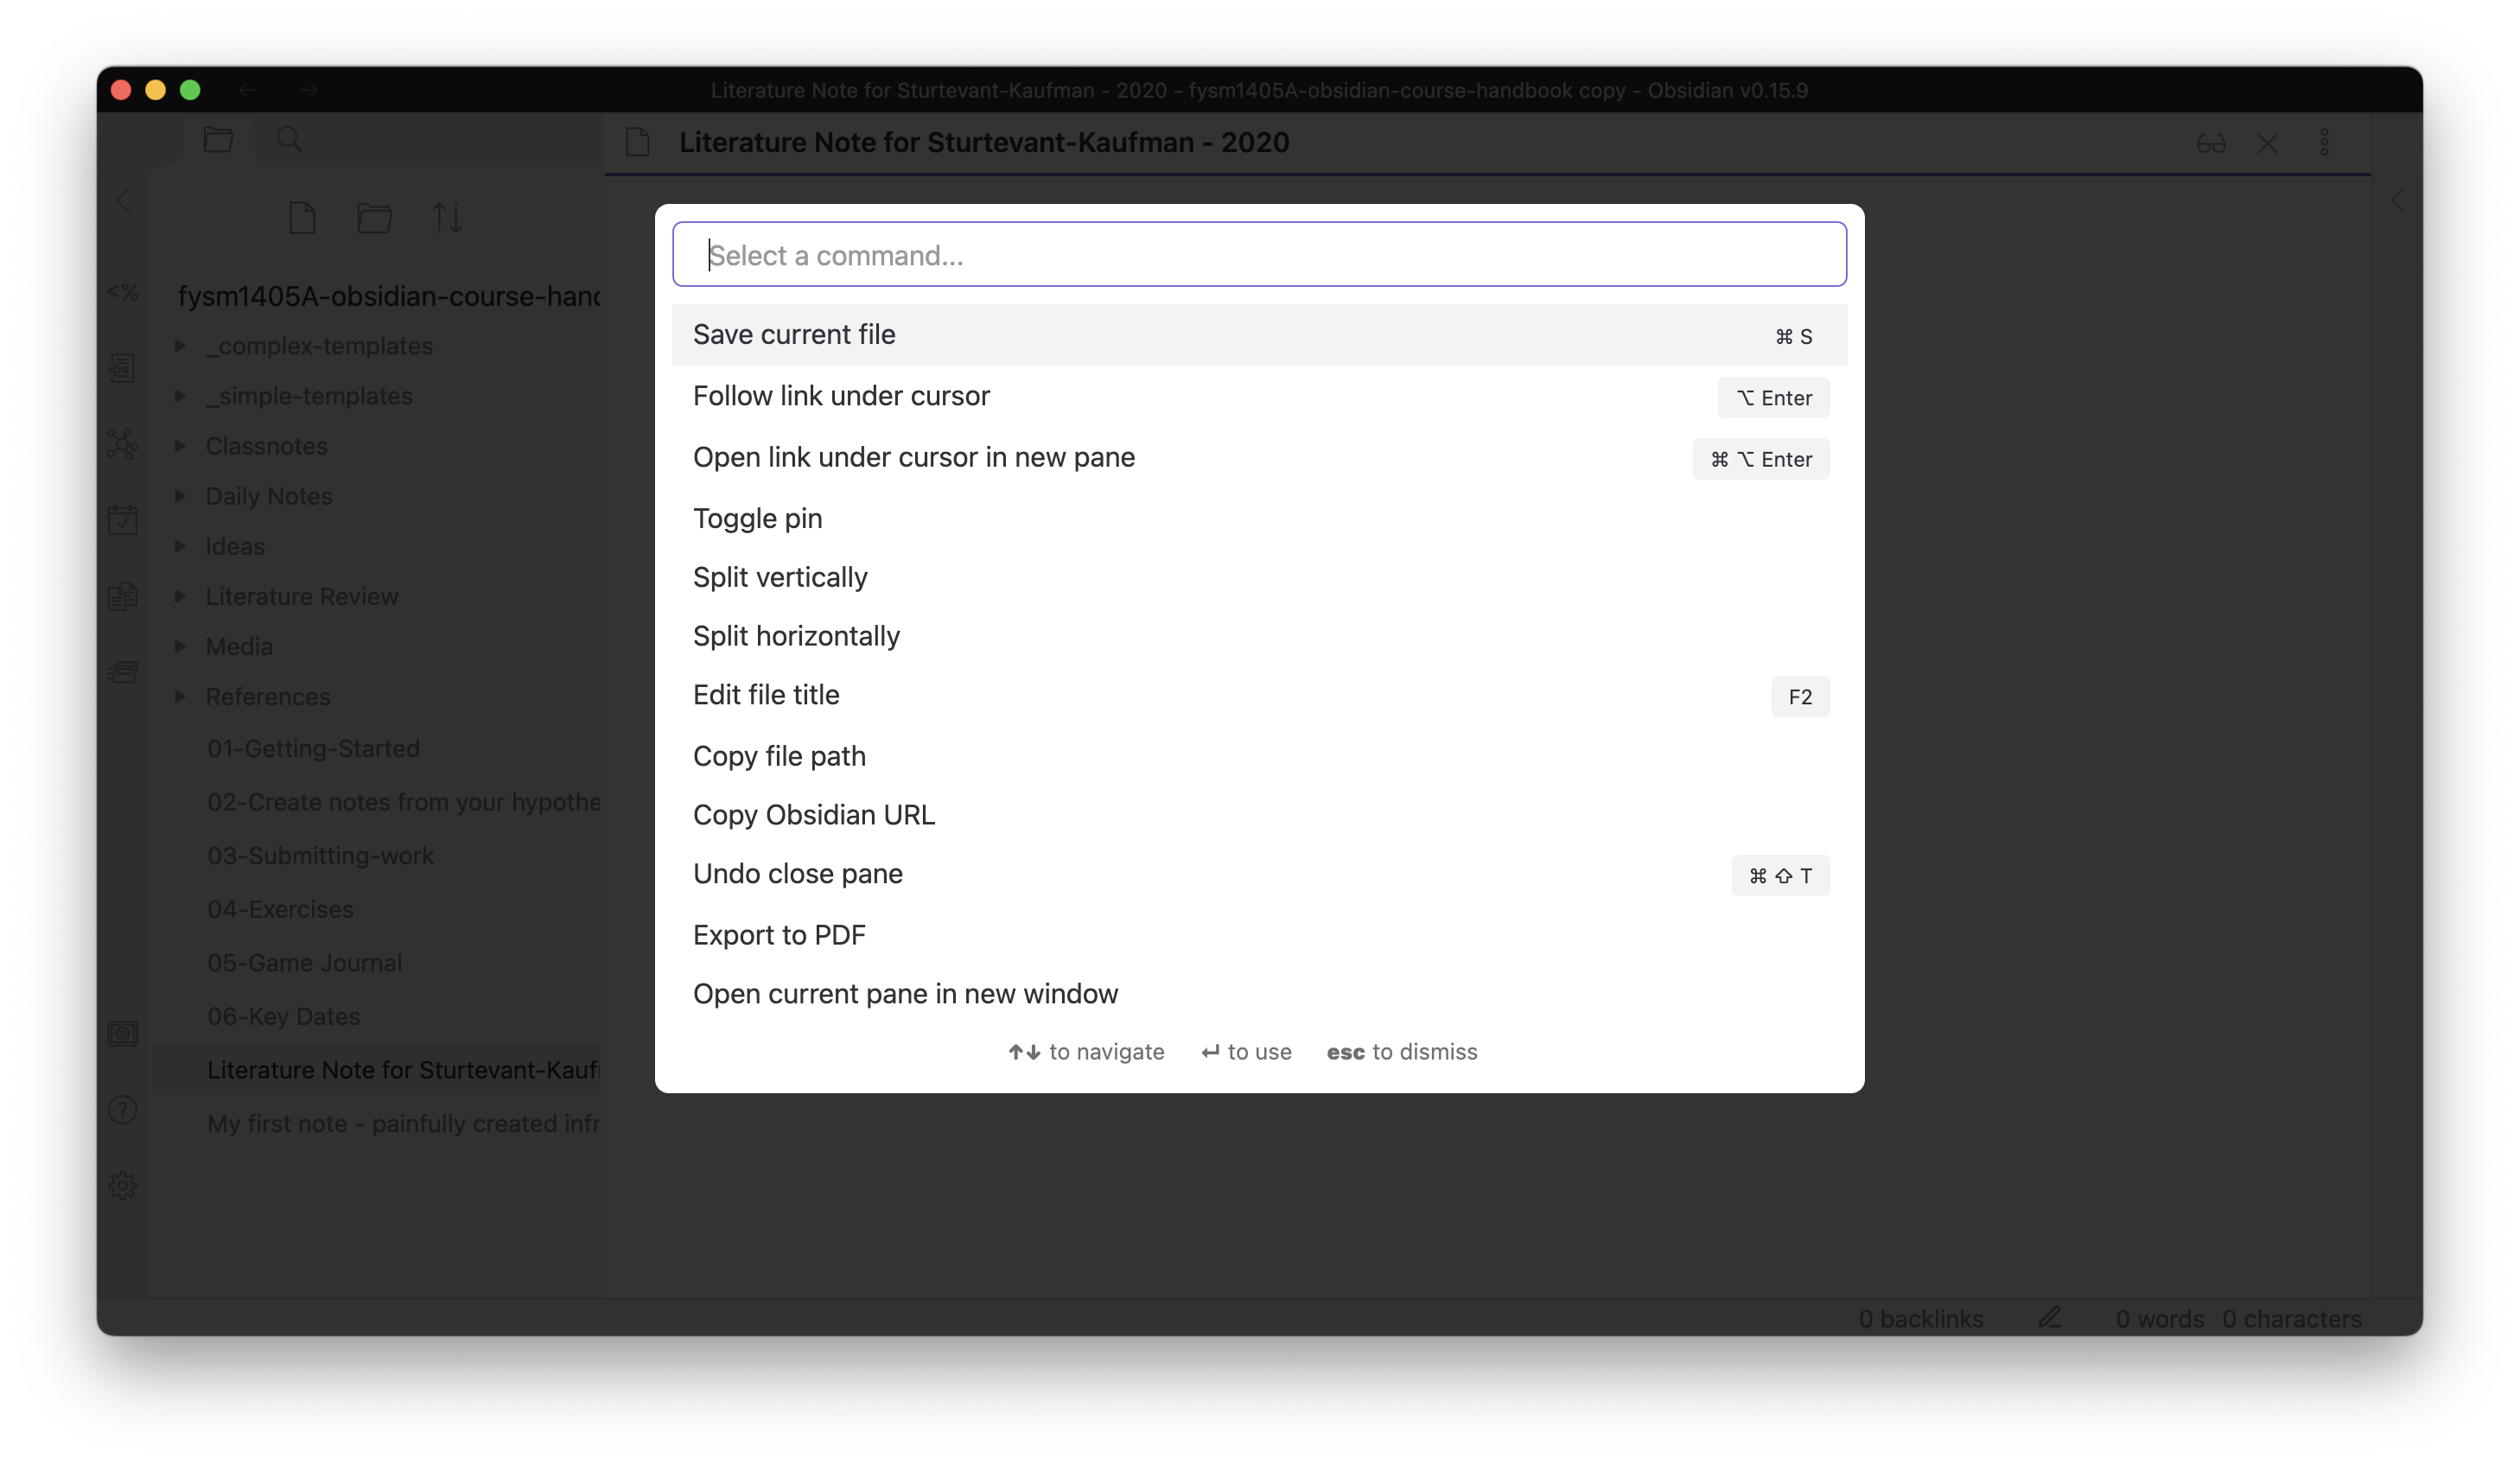 Literature Note for Sturtevant-Kaufman - 2020 - fysm1405A-obsidian-course-handbook copy - Obsidian v0.15.9
Literature Note for Sturtevant-Kaufman - 2020
<%
fysm1405A-obsidian-course-hand
_complex-templates
_simple-templates
Classnotes
Daily Notes
Ideas
Literature Review
Media
References
01-Getting-Started
02-Create notes from your hypothe
03-Submitting-work
04-Exercises
05-Game Journal
06-Key Dates
Literature Note for Sturtevant-Kauf
My first note - painfully created infr
Select a command...
Save current file ⌘ S
Follow link under cursor ⌥ Enter
Open link under cursor in new pane ⌘ ⌥ Enter
Toggle pin
Split vertically
Split horizontally
Edit file title F2
Copy file path
Copy Obsidian URL
Undo close pane ⌘ ⇧ T
Export to PDF
Open current pane in new window
↑↓ to navigate ↵ to use esc to dismiss
0 backlinks 0 words 0 characters